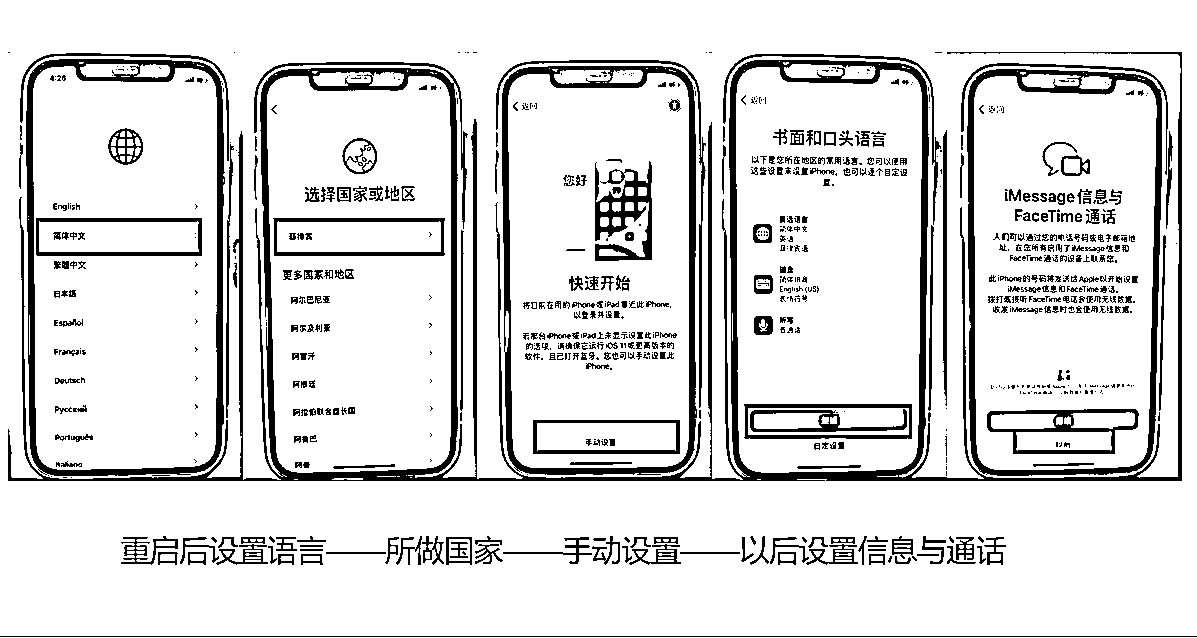 4:26
English
简体中文
繁體中文
日本語
Español
Français
Deutsch
Русский
Português
Italiano
选择国家或地区
菲律宾
更多国家和地区
阿尔巴尼亚
阿尔及利亚
阿富汗
阿根廷
阿拉伯联合酋长国
阿鲁巴
阿曼
返回
您好
快速开始
将目前在用的iPhone或iPad靠近此iPhone,
以登录并设置。
若那台iPhone或iPad上未显示设置此iPhone
的选项，请确保它运行iOS 11或更高版本的
软件，且已打开蓝牙。您也可以手动设置此
iPhone。
手动设置
返回
书面和口头语言
以下是您所在地区的常用语言。您可以使用
这些设置来设置iPhone，也可以逐个自定设
置。
首选语言
简体中文
英语
菲律宾语
键盘
简体拼音
English (US)
表情符号
听写
普通话
自定设置
返回
iMessage信息与
FaceTime通话
人们可以通过您的电话号码或电子邮箱地
址，在您所有启用了iMessage信息和
FaceTime通话的设备上联系您。
此iPhone的号码将发送给Apple以开始设置
iMessage信息和FaceTime通话。
拨打或接听FaceTime电话会使用无线数据。
收发iMessage信息时也会使用无线数据。
重启后设置语言——所做国家——手动设置——以后设置信息与通话